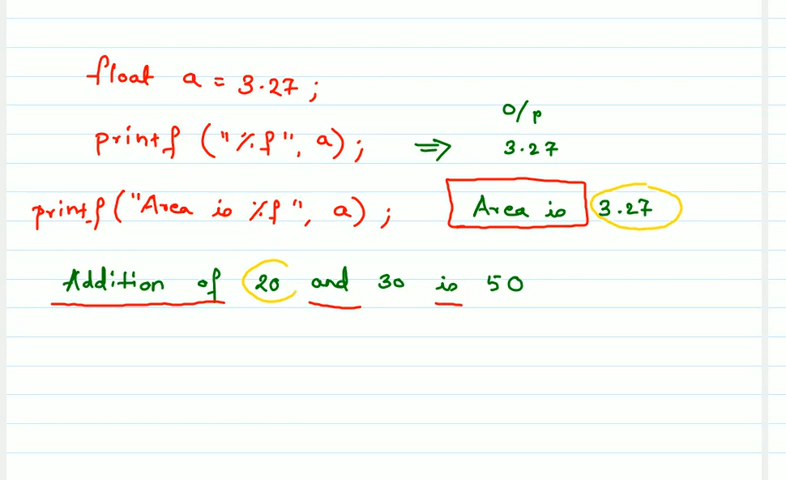 float a = 3.27;
O/p
printf ("%f", a); ⇒ 3.27
printf ("Area is %f", a); Area is 3.27
Addition of 20 and 30 is 50